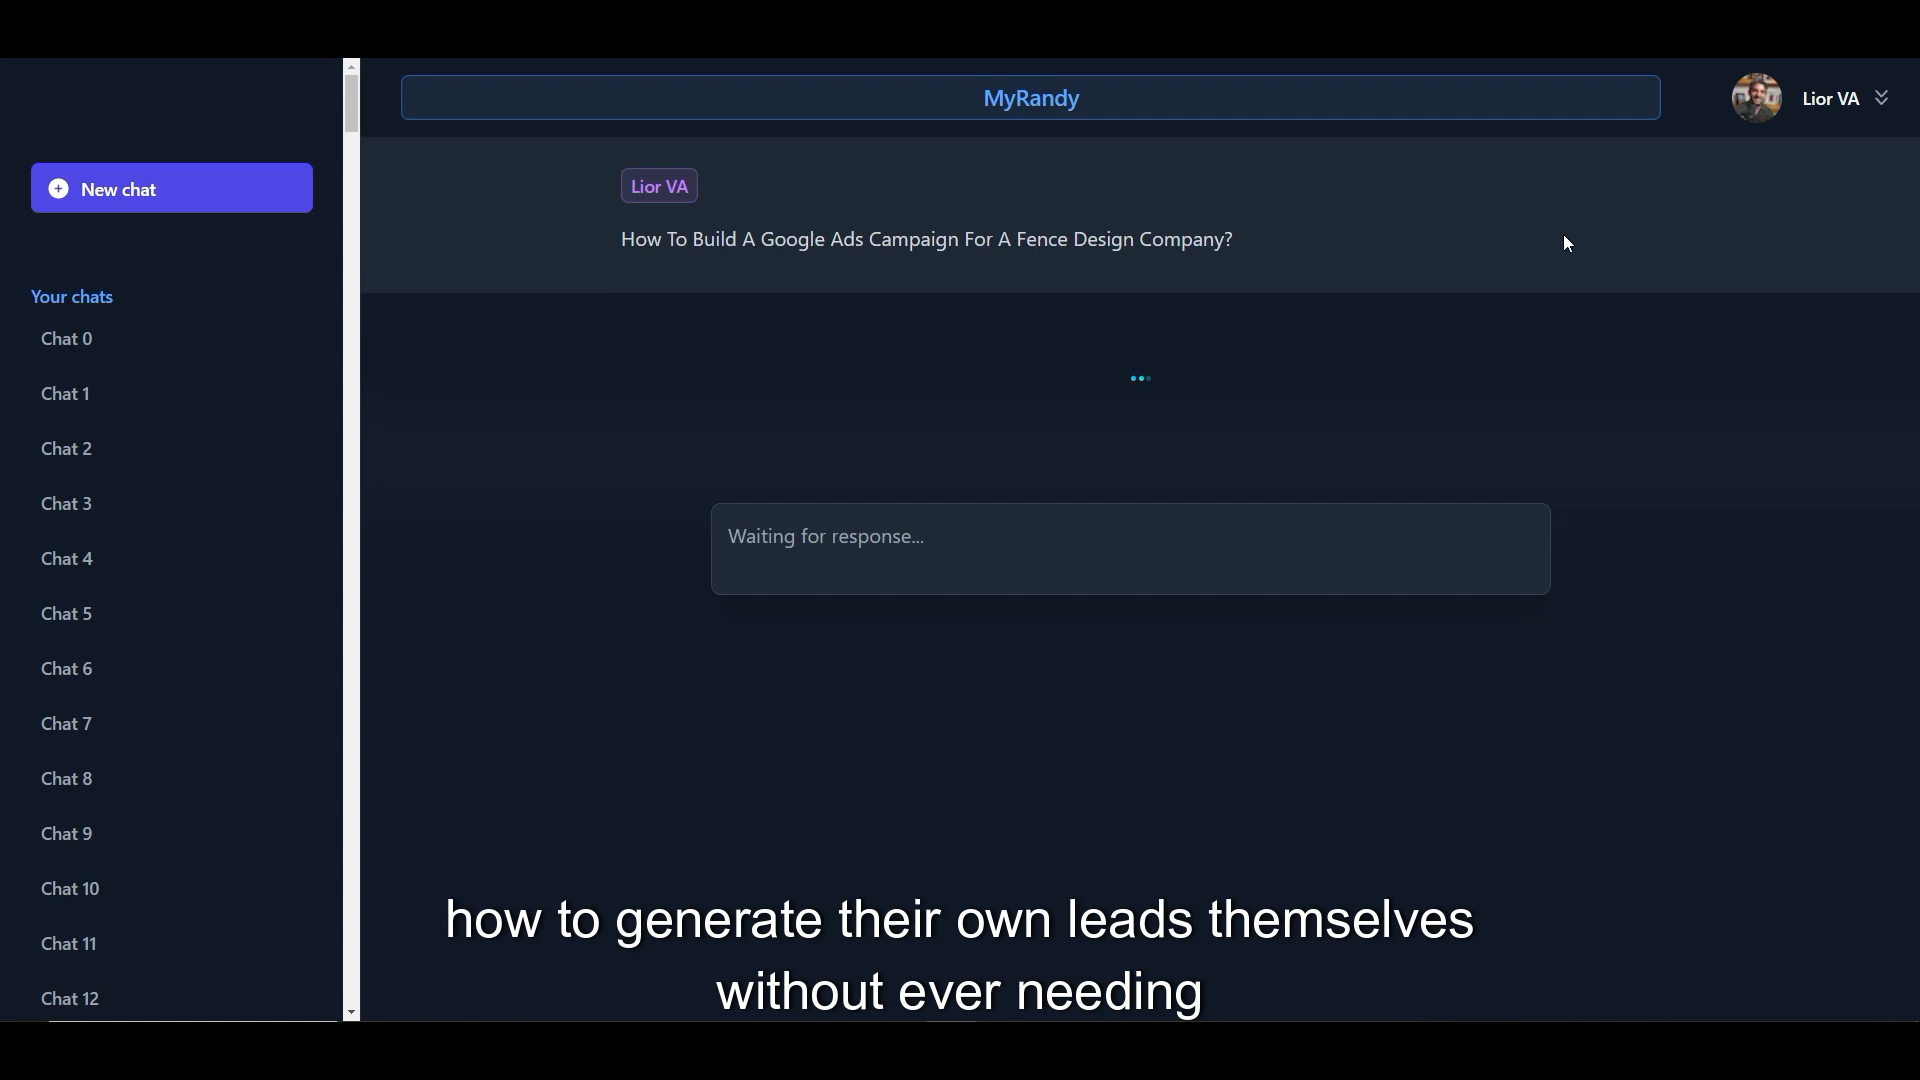 MyRandy
Lior VA
New chat
Lior VA
How To Build A Google Ads Campaign For A Fence Design Company?
Your chats
Chat 0
Chat 1
Chat 2
Chat 3
Chat 4
Chat 5
Chat 6
Chat 7
Chat 8
Chat 9
Chat 10
Chat 11
Chat 12
Waiting for response...
how to generate their own leads themselves
without ever needing